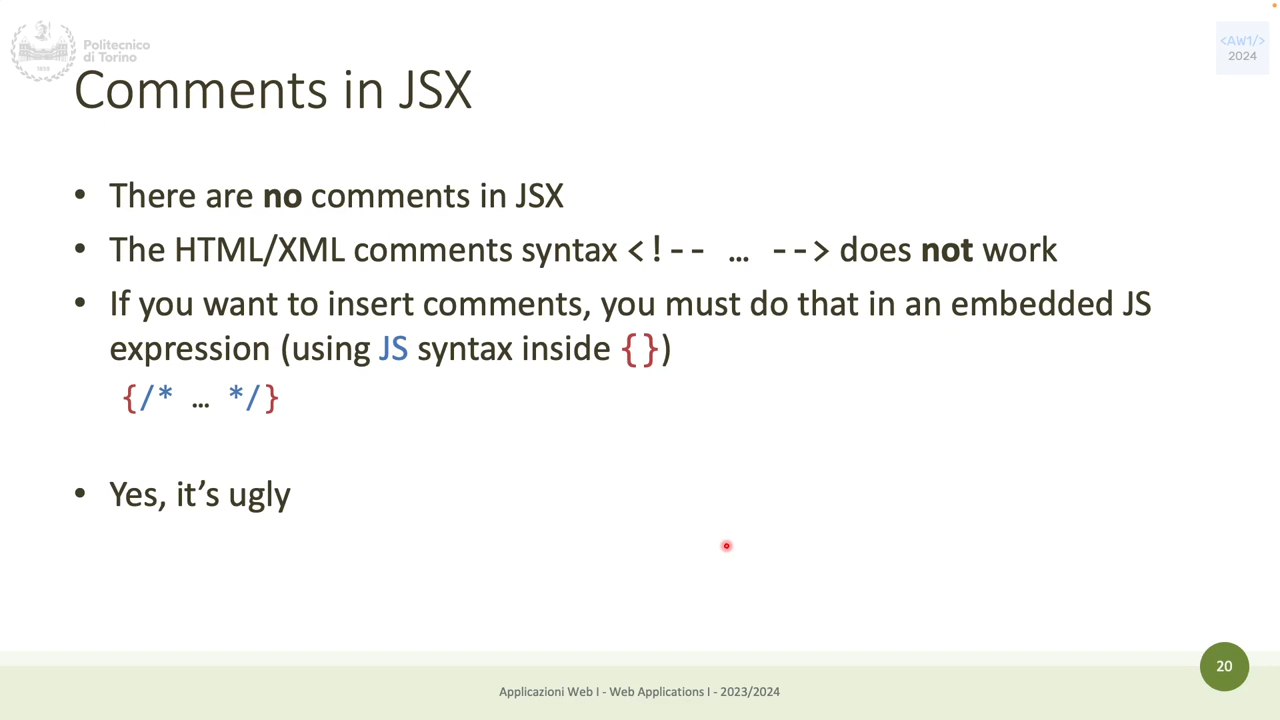 Politecnico
di Torino
1859
<AW1/>
2024
Comments in JSX
• There are no comments in JSX
• The HTML/XML comments syntax <!-- … --> does not work
• If you want to insert comments, you must do that in an embedded JS
expression (using JS syntax inside {})
{/* … */}
• Yes, it’s ugly
20
Applicazioni Web I - Web Applications I - 2023/2024